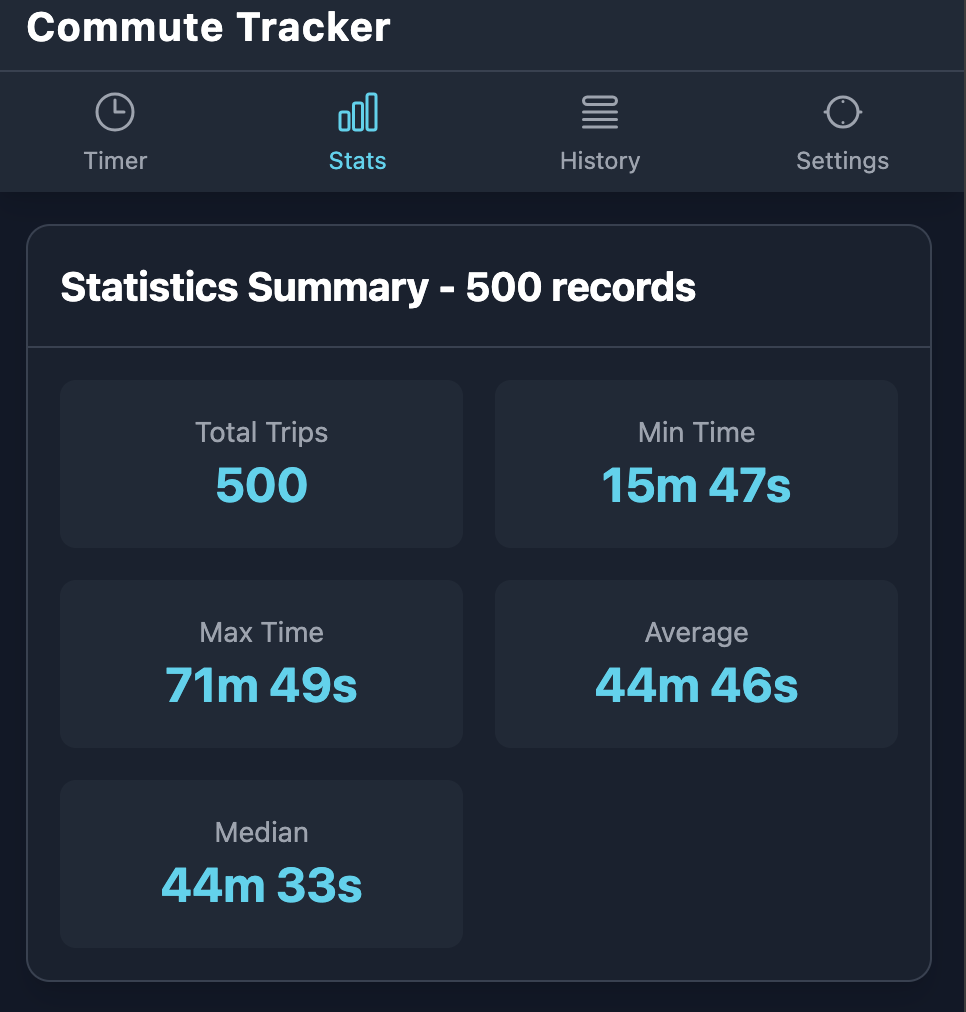 Commute Tracker
Timer
Stats
History
Settings
Statistics Summary - 500 records
Total Trips
500
Min Time
15m 47s
Max Time
71m 49s
Average
44m 46s
Median
44m 33s